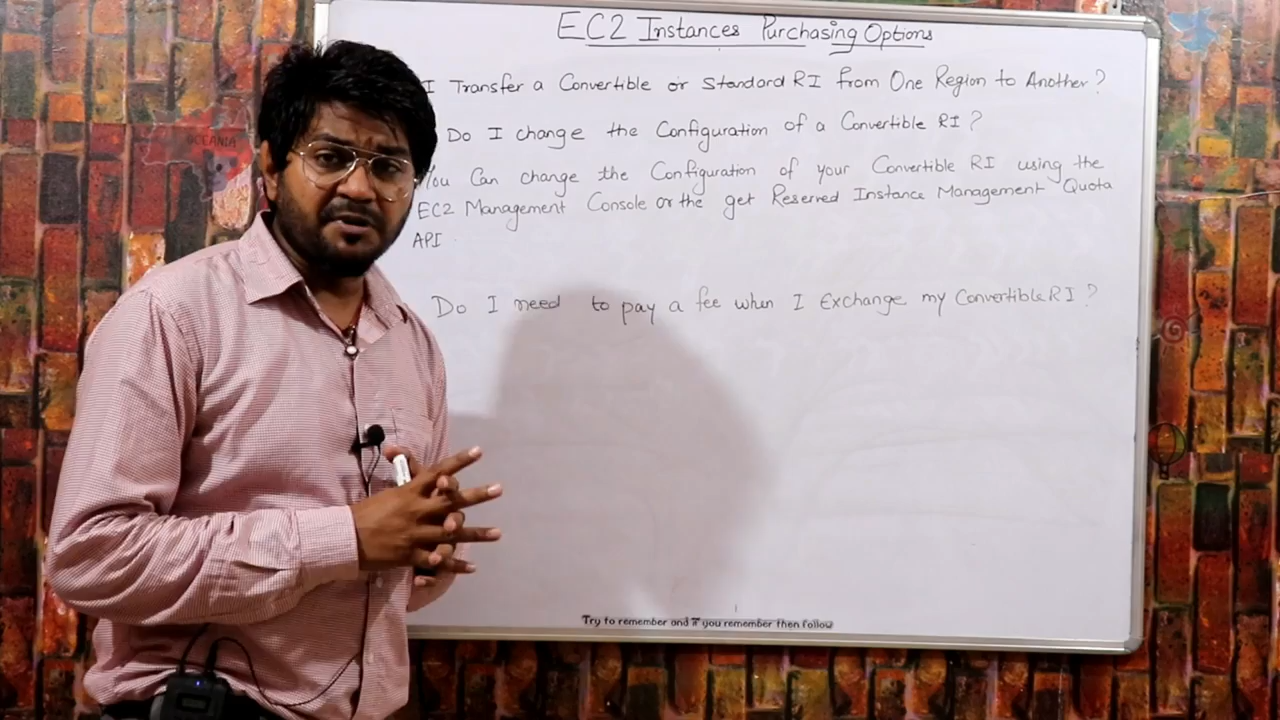 EC2 Instances Purchasing Options
I Transfer a Convertible or Standard RI from One Region to Another?
Do I change the Configuration of a Convertible RI?
You Can change the Configuration of your Convertible RI using the
EC2 Management Console or the get Reserved Instance Management Quota
API
Do I need to pay a fee when I Exchange my Convertible RI?
Try to remember and if you remember then follow
OCEANIA